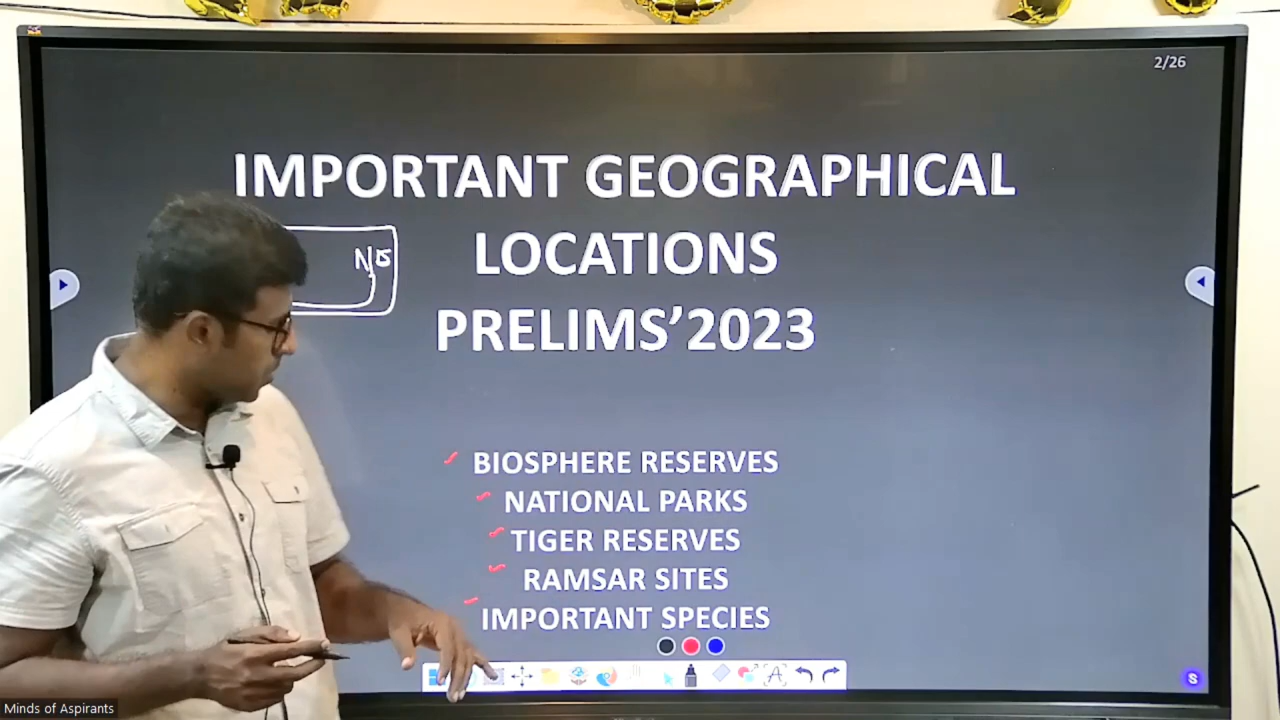 2/26
IMPORTANT GEOGRAPHICAL
LOCATIONS
PRELIMS’2023
BIOSPHERE RESERVES
NATIONAL PARKS
TIGER RESERVES
RAMSAR SITES
IMPORTANT SPECIES
A
S
Minds of Aspirants